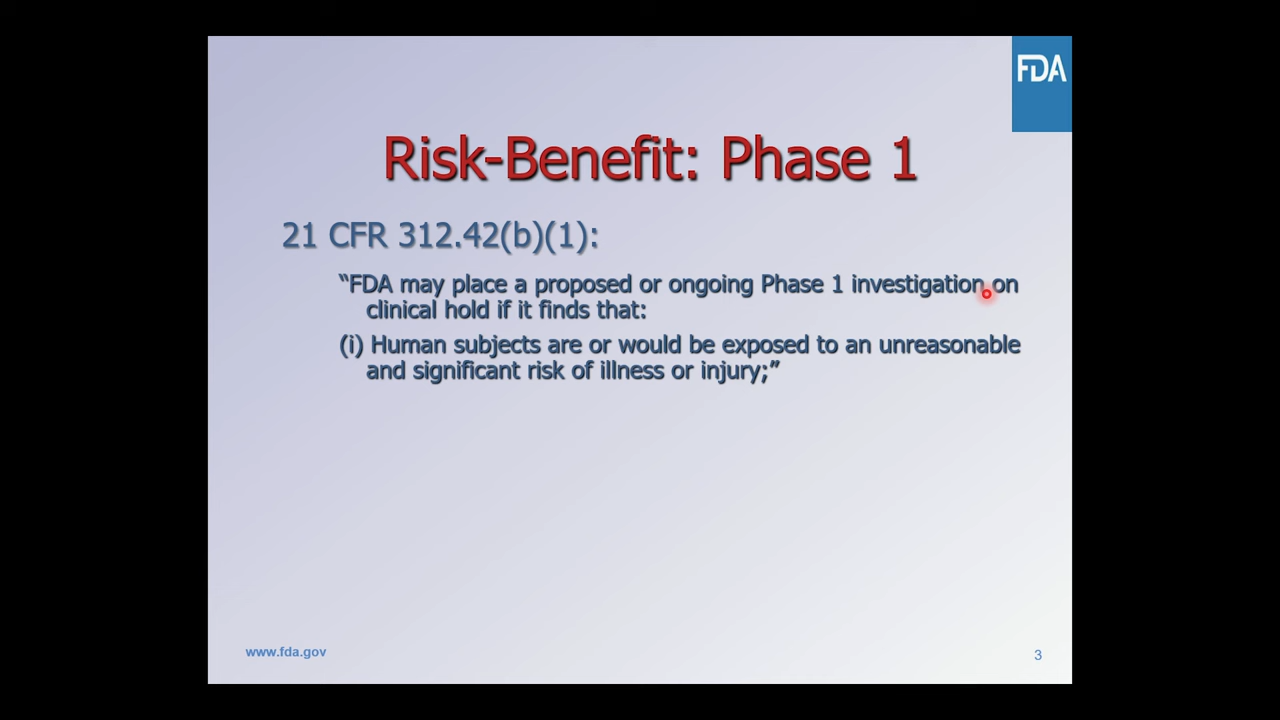 FDA
Risk-Benefit: Phase 1
21 CFR 312.42(b)(1):
“FDA may place a proposed or ongoing Phase 1 investigation on
clinical hold if it finds that:
(i) Human subjects are or would be exposed to an unreasonable
and significant risk of illness or injury;”
www.fda.gov
3